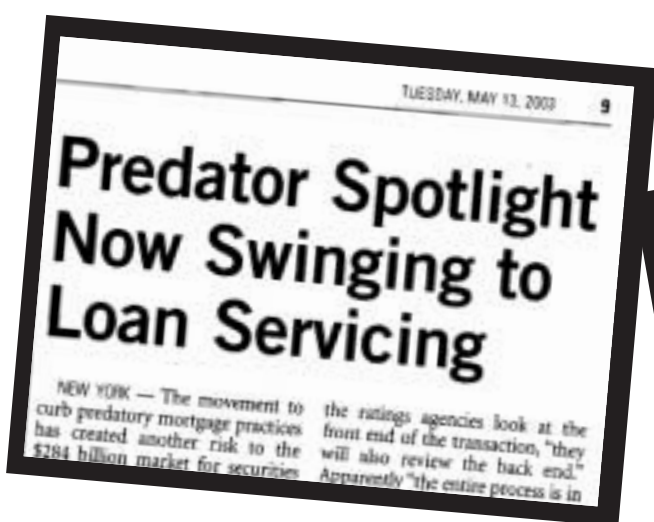 TUESDAY, MAY 13, 2003 9
Predator Spotlight
Now Swinging to
Loan Servicing
NEW YORK — The movement to
curb predatory mortgage practices
has created another risk to the
$284 billion market for securities
the ratings agencies look at the
front end of the transaction, "they
will also review the back end."
Apparently "the entire process is in